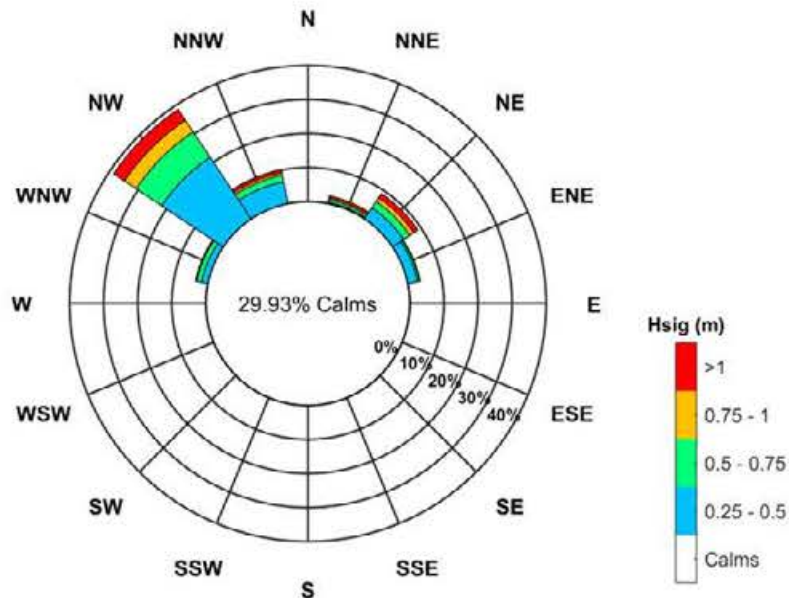 N
NNW
NNE
NW
NE
WNW
ENE
29.93% Calms
W
E
0%
10%
20%
30%
40%
WSW
ESE
SW
SE
SSW
SSE
S
Hsig (m)
>1
0.75 - 1
0.5 - 0.75
0.25 - 0.5
Calms